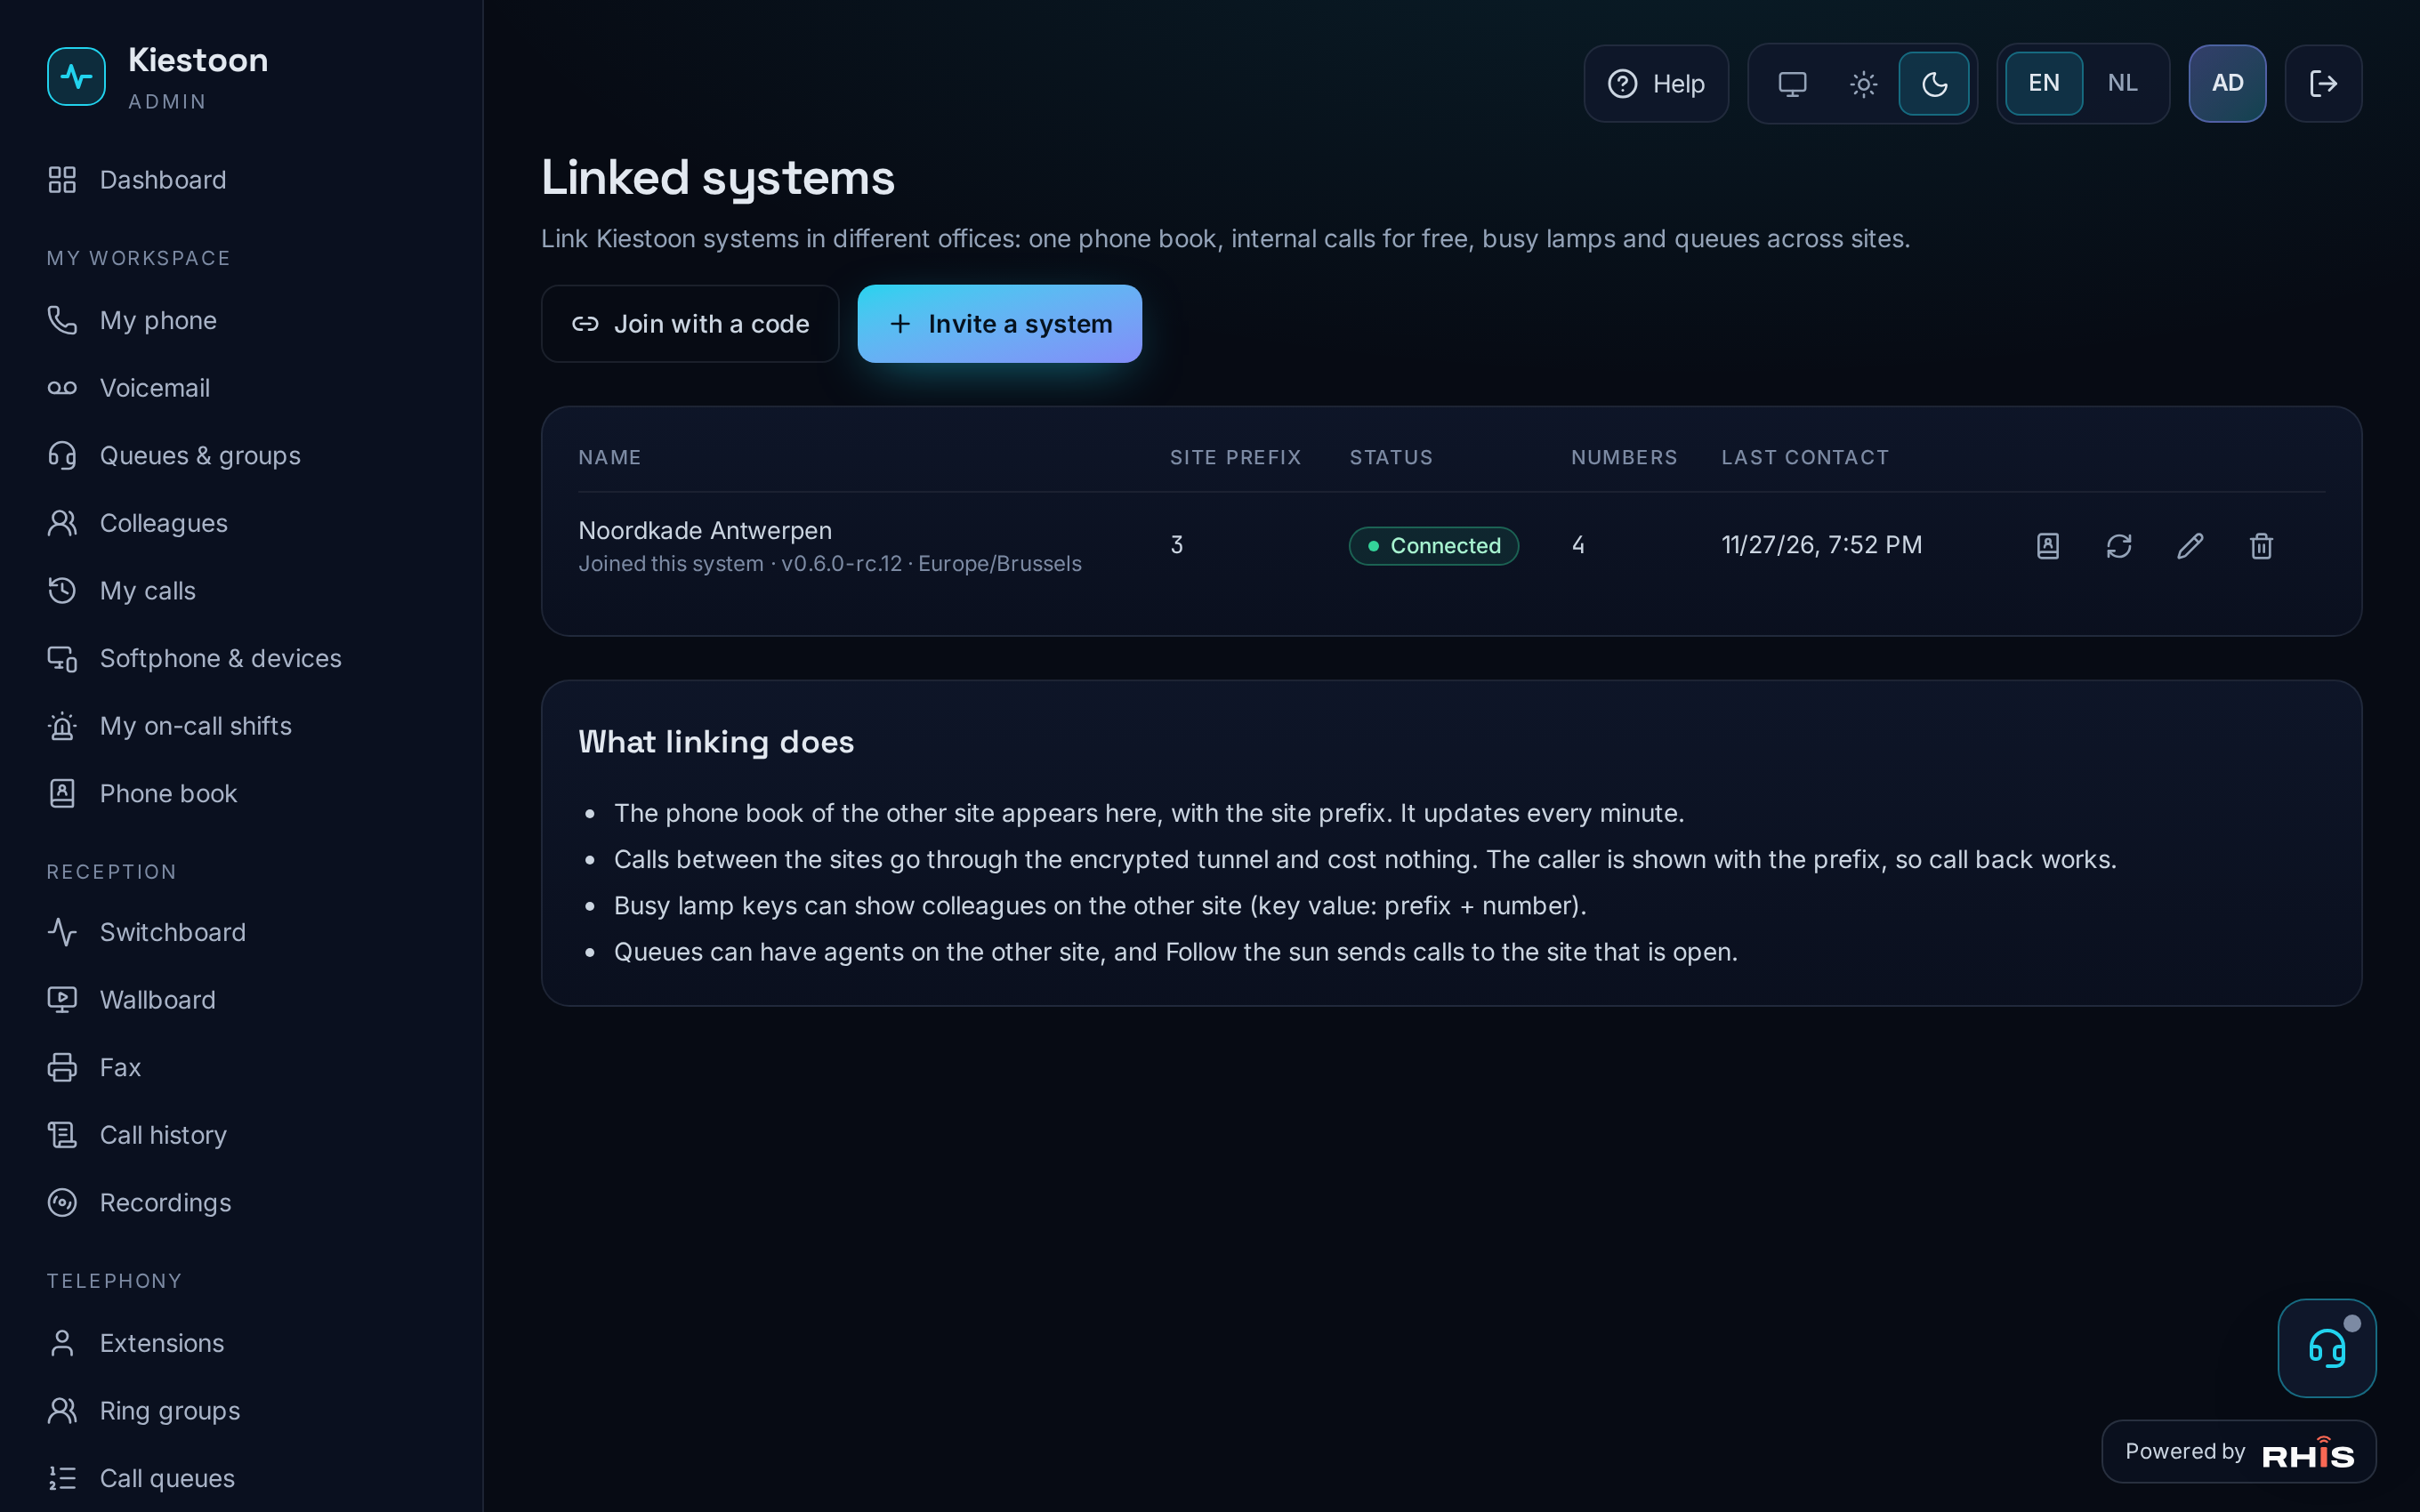 Kiestoon
ADMIN
Dashboard
MY WORKSPACE
My phone
Voicemail
Queues & groups
Colleagues
My calls
Softphone & devices
My on-call shifts
Phone book
RECEPTION
Switchboard
Wallboard
Fax
Call history
Recordings
TELEPHONY
Extensions
Ring groups
Call queues
Help
EN NL
AD
Linked systems
Link Kiestoon systems in different offices: one phone book, internal calls for free, busy lamps and queues across sites.
Join with a code
Invite a system
NAME SITE PREFIX STATUS NUMBERS LAST CONTACT
Noordkade Antwerpen 3 Connected 4 11/27/26, 7:52 PM
Joined this system · v0.6.0-rc.12 · Europe/Brussels
What linking does
• The phone book of the other site appears here, with the site prefix. It updates every minute.
• Calls between the sites go through the encrypted tunnel and cost nothing. The caller is shown with the prefix, so call back works.
• Busy lamp keys can show colleagues on the other site (key value: prefix + number).
• Queues can have agents on the other site, and Follow the sun sends calls to the site that is open.
Powered by RHIS